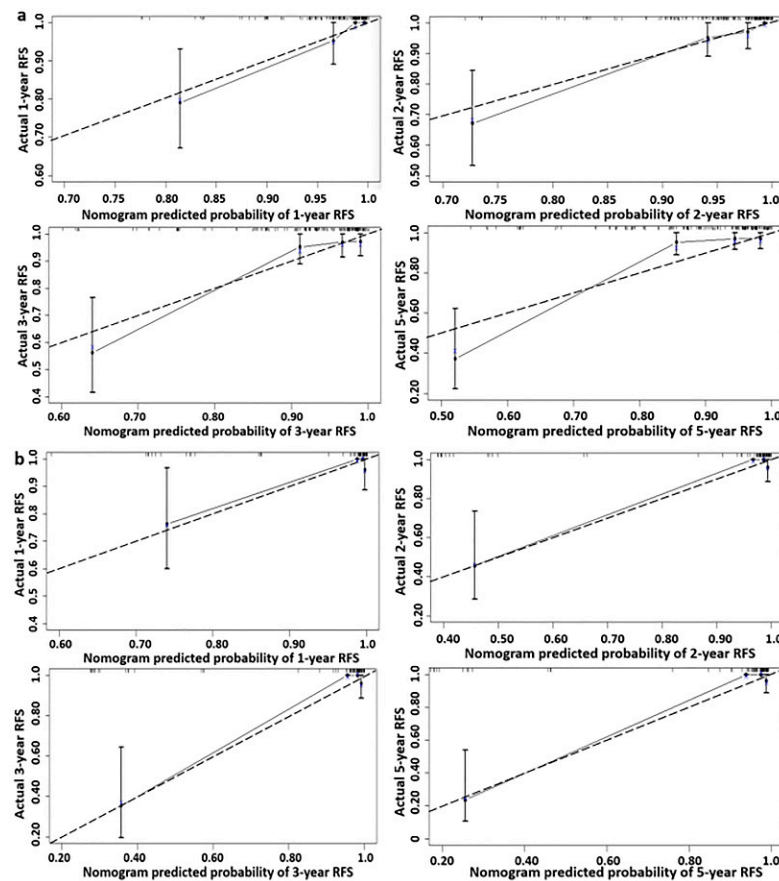 a
Actual 1-year RFS
0.60 0.70 0.80 0.90 1.00
0.70 0.75 0.80 0.85 0.90 0.95 1.0
Nomogram predicted probability of 1-year RFS
Actual 2-year RFS
0.50 0.60 0.70 0.80 0.90 1.00
0.70 0.75 0.80 0.85 0.90 0.95 1.0
Nomogram predicted probability of 2-year RFS
Actual 3-year RFS
0.4 0.5 0.6 0.7 0.8 0.9 1.0
0.60 0.70 0.80 0.90 1.0
Nomogram predicted probability of 3-year RFS
Actual 5-year RFS
0.20 0.40 0.60 0.80 1.0
0.50 0.60 0.70 0.80 0.90 1.0
Nomogram predicted probability of 5-year RFS
b
Actual 1-year RFS
0.4 0.5 0.6 0.7 0.8 0.9 1.0
0.60 0.70 0.80 0.90 1.0
Nomogram predicted probability of 1-year RFS
Actual 2-year RFS
0.20 0.40 0.60 0.80 1.0
0.40 0.50 0.60 0.70 0.80 0.90 1.0
Nomogram predicted probability of 2-year RFS
Actual 3-year RFS
0.20 0.40 0.60 0.80 1.0
0.20 0.40 0.60 0.80 1.0
Nomogram predicted probability of 3-year RFS
Actual 5-year RFS
0 0.20 0.40 0.60 0.80 1.0
0.20 0.40 0.60 0.80 1.0
Nomogram predicted probability of 5-year RFS